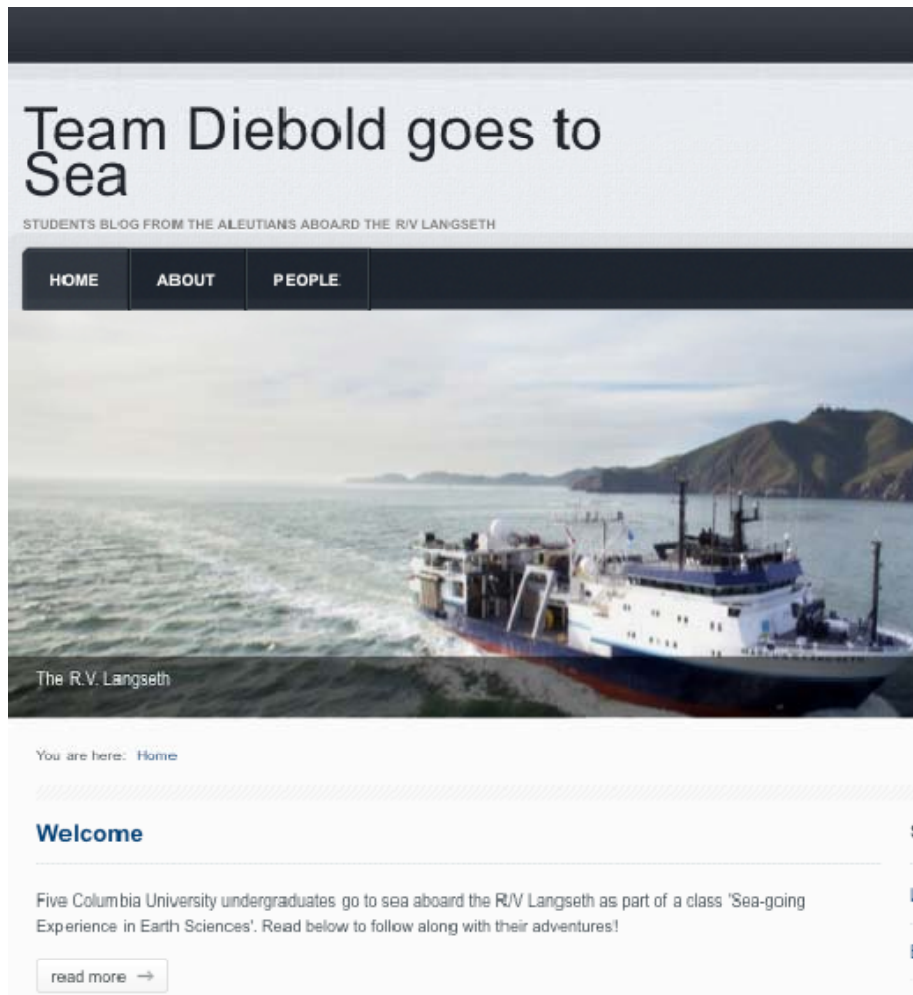 Team Diebold goes to
Sea
STUDENTS BLOG FROM THE ALEUTIANS ABOARD THE R/V LANGSETH
HOME ABOUT PEOPLE
The R.V. Langseth
You are here: Home
Welcome
Five Columbia University undergraduates go to sea aboard the R/V Langseth as part of a class 'Sea-going
Experience in Earth Sciences'. Read below to follow along with their adventures!
read more →